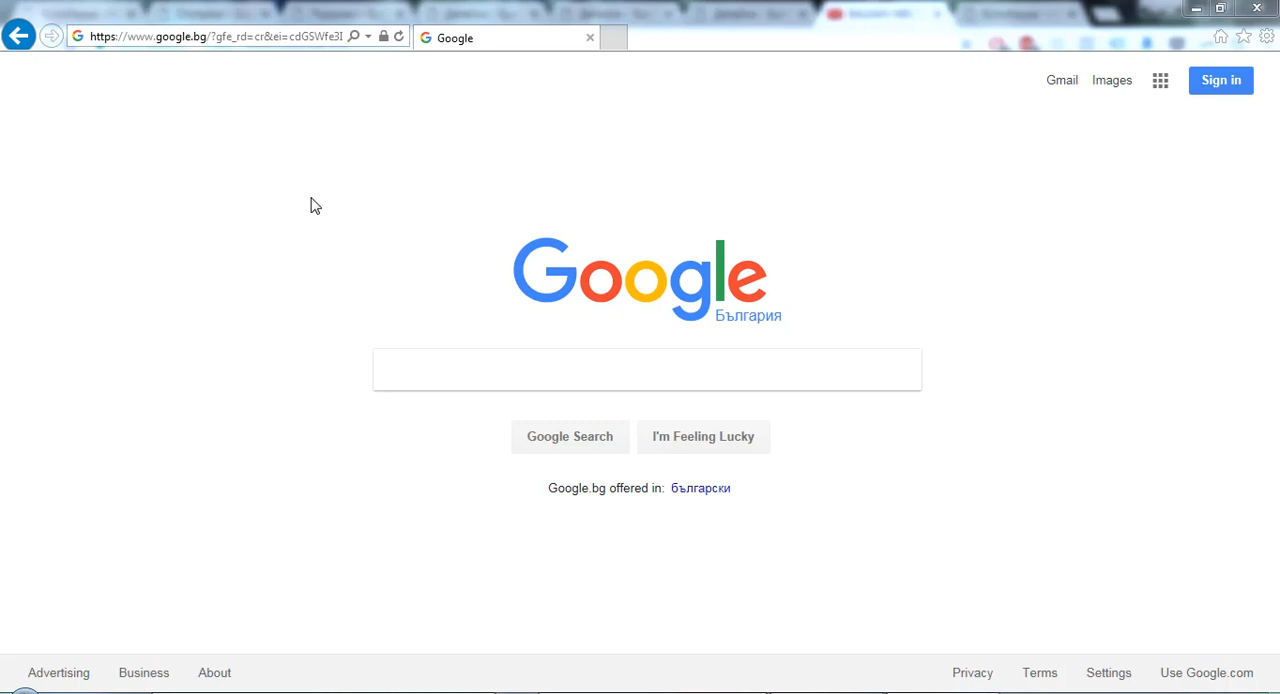 https://www.google.bg/?gfe_rd=cr&ei=cdGSWfe3I
Google
Gmail
Images
Sign in
Google
България
Google Search
I'm Feeling Lucky
Google.bg offered in: български
Advertising
Business
About
Privacy
Terms
Settings
Use Google.com